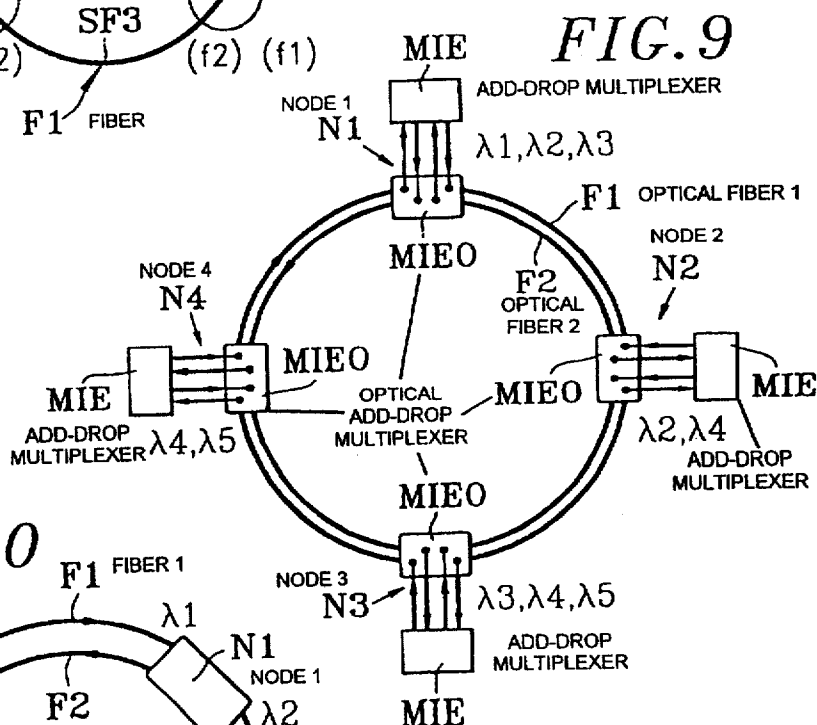 SF3
2)
(f2) (f1)
F1 FIBER
FIG. 9
MIE
ADD-DROP MULTIPLEXER
NODE 1
N1
λ1,λ2,λ3
F1 OPTICAL FIBER 1
MIEO
F2
OPTICAL
FIBER 2
NODE 2
N2
NODE 4
N4
MIEO
MIE
ADD-DROP
MULTIPLEXER
λ4,λ5
OPTICAL
ADD-DROP
MULTIPLEXER
MIEO
MIE
λ2,λ4
ADD-DROP
MULTIPLEXER
MIEO
NODE 3
N3
λ3,λ4,λ5
ADD-DROP
MULTIPLEXER
MIE
0
F1 FIBER 1
λ1
N1
NODE 1
F2
λ2